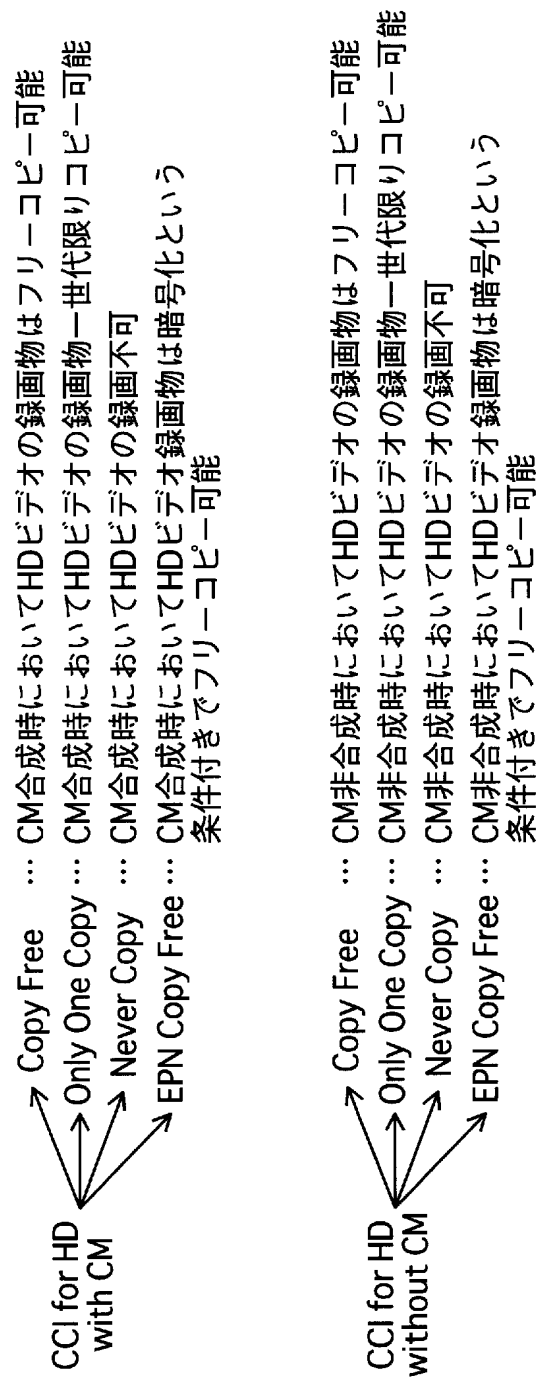 CCI for HD
with CM
Copy Free … CM合成時においてHDビデオの録画物はフリーコピー可能
Only One Copy … CM合成時においてHDビデオの録画物一世代限りコピー可能
Never Copy … CM合成時においてHDビデオの録画不可
EPN Copy Free … CM合成時においてHDビデオ録画物は暗号化という
条件付きでフリーコピー可能
CCI for HD
without CM
Copy Free … CM非合成時においてHDビデオの録画物はフリーコピー可能
Only One Copy … CM非合成時においてHDビデオの録画物一世代限りコピー可能
Never Copy … CM非合成時においてHDビデオの録画不可
EPN Copy Free … CM非合成時においてHDビデオ録画物は暗号化という
条件付きでフリーコピー可能